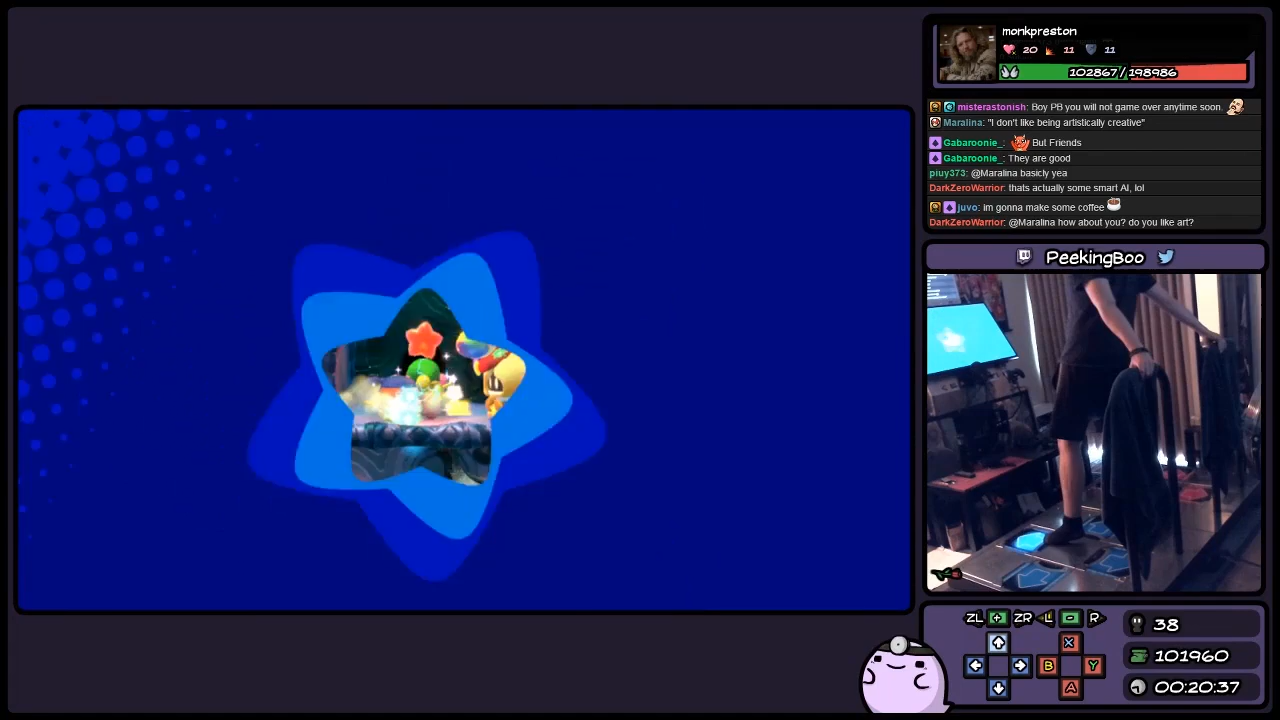 monkpreston
20 11 11
102867 / 198986
misterastonish: Boy PB you will not game over anytime soon.
Maralina: "I don't like being artistically creative"
Gabaroonie_: But Friends
Gabaroonie_: They are good
piuy373: @Maralina basicly yea
DarkZeroWarrior: thats actually some smart AI, lol
juvo: im gonna make some coffee
DarkZeroWarrior: @Maralina how about you? do you like art?
PeekingBoo
ZL + ZR L - R
X
B Y
A
38
101960
00:20:37